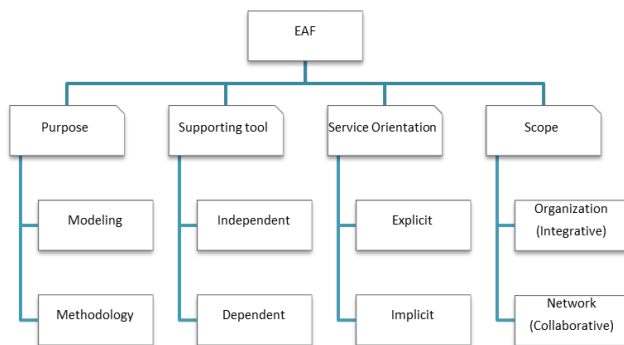 EAF
Purpose
Supporting tool
Service Orientation
Scope
Modeling
Independent
Explicit
Organization
(Integrative)
Methodology
Dependent
Implicit
Network
(Collaborative)